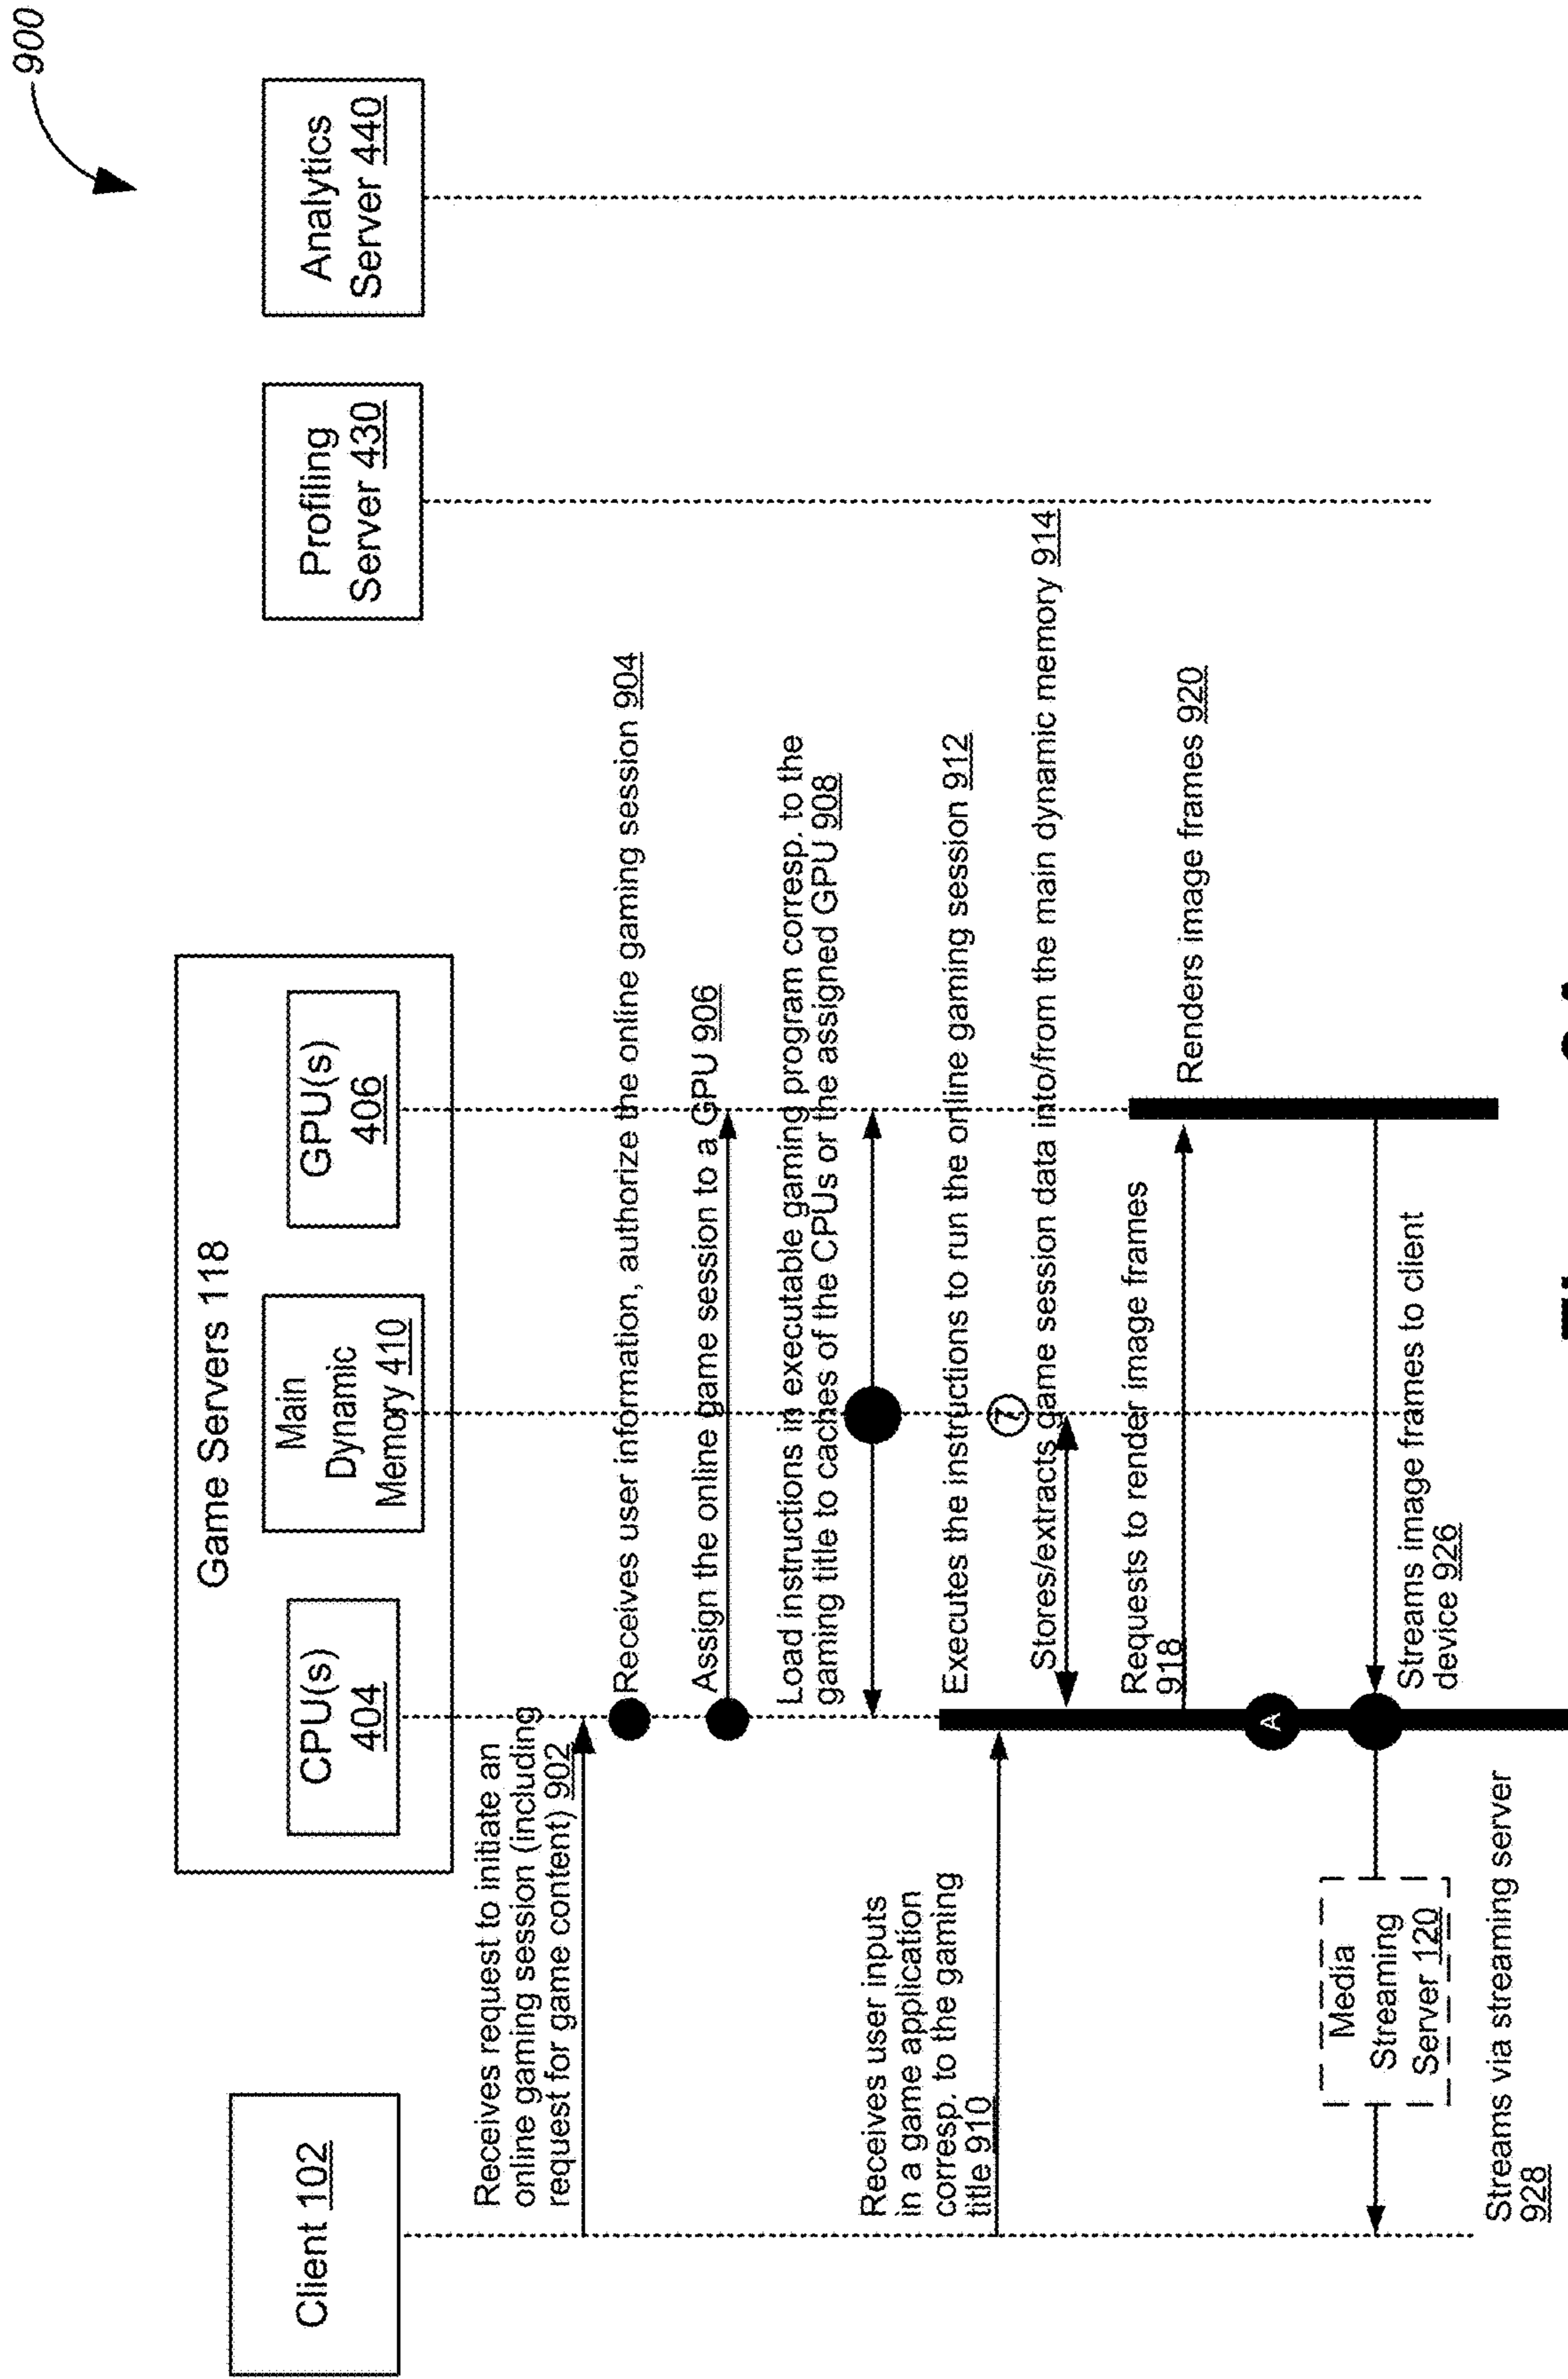 900
Game Servers 118
Client 102
CPU(s)
404
Main
Dynamic
Memory 410
GPU(s)
406
Profiling
Server 430
Analytics
Server 440
Receives request to initiate an
online gaming session (including
request for game content) 902
Receives user information, authorize the online gaming session 904
Assign the online game session to a GPU 906
Load instructions in executable gaming program corresp. to the
gaming title to caches of the CPUs or the assigned GPU 908
Receives user inputs
in a game application
corresp. to the gaming
title 910
Executes the instructions to run the online gaming session 912
7
Stores/extracts game session data into/from the main dynamic memory 914
Requests to render image frames
918
Renders image frames 920
A
Media
Streaming
Server 120
Streams image frames to client
device 926
Streams via streaming server
928